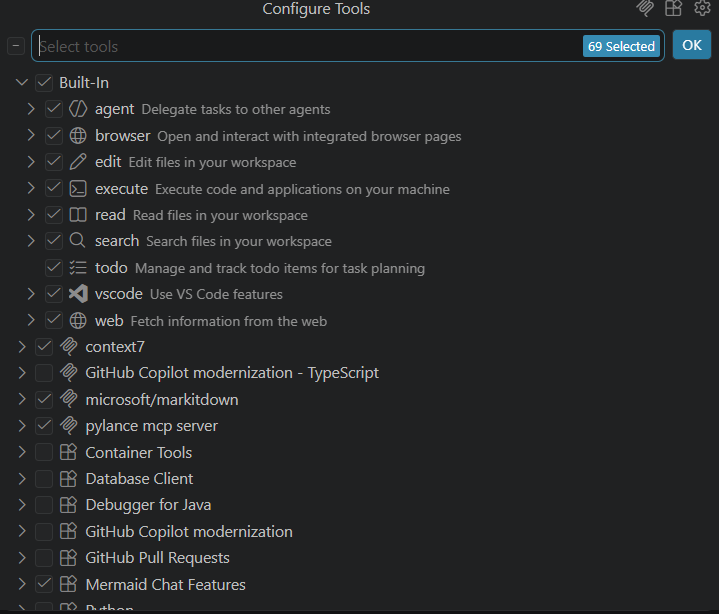 Configure Tools
Select tools 69 Selected OK
Built-In
agent Delegate tasks to other agents
browser Open and interact with integrated browser pages
edit Edit files in your workspace
execute Execute code and applications on your machine
read Read files in your workspace
search Search files in your workspace
todo Manage and track todo items for task planning
vscode Use VS Code features
web Fetch information from the web
context7
GitHub Copilot modernization - TypeScript
microsoft/markitdown
pylance mcp server
Container Tools
Database Client
Debugger for Java
GitHub Copilot modernization
GitHub Pull Requests
Mermaid Chat Features
Python